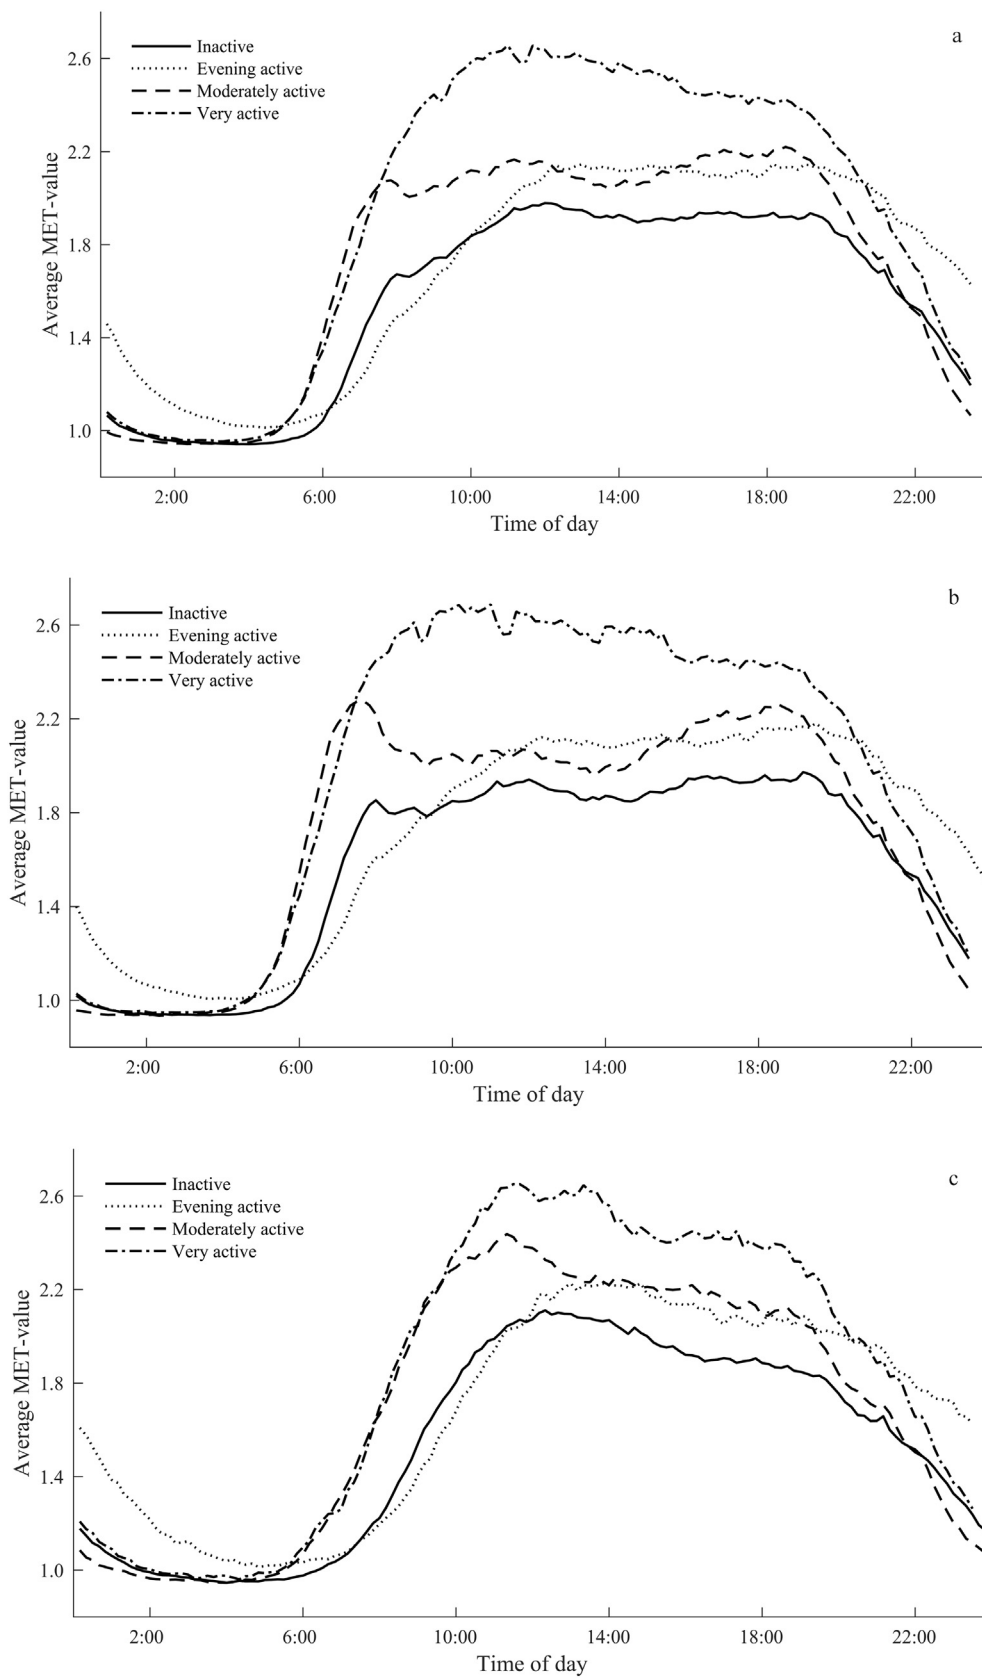 a
Inactive
Evening active
Moderately active
Very active
2.6
2.2
1.8
1.4
1.0
Average MET-value
2:00 6:00 10:00 14:00 18:00 22:00
Time of day
b
Inactive
Evening active
Moderately active
Very active
2.6
2.2
1.8
1.4
1.0
Average MET-value
2:00 6:00 10:00 14:00 18:00 22:00
Time of day
c
Inactive
Evening active
Moderately active
Very active
2.6
2.2
1.8
1.4
1.0
Average MET-value
2:00 6:00 10:00 14:00 18:00 22:00
Time of day